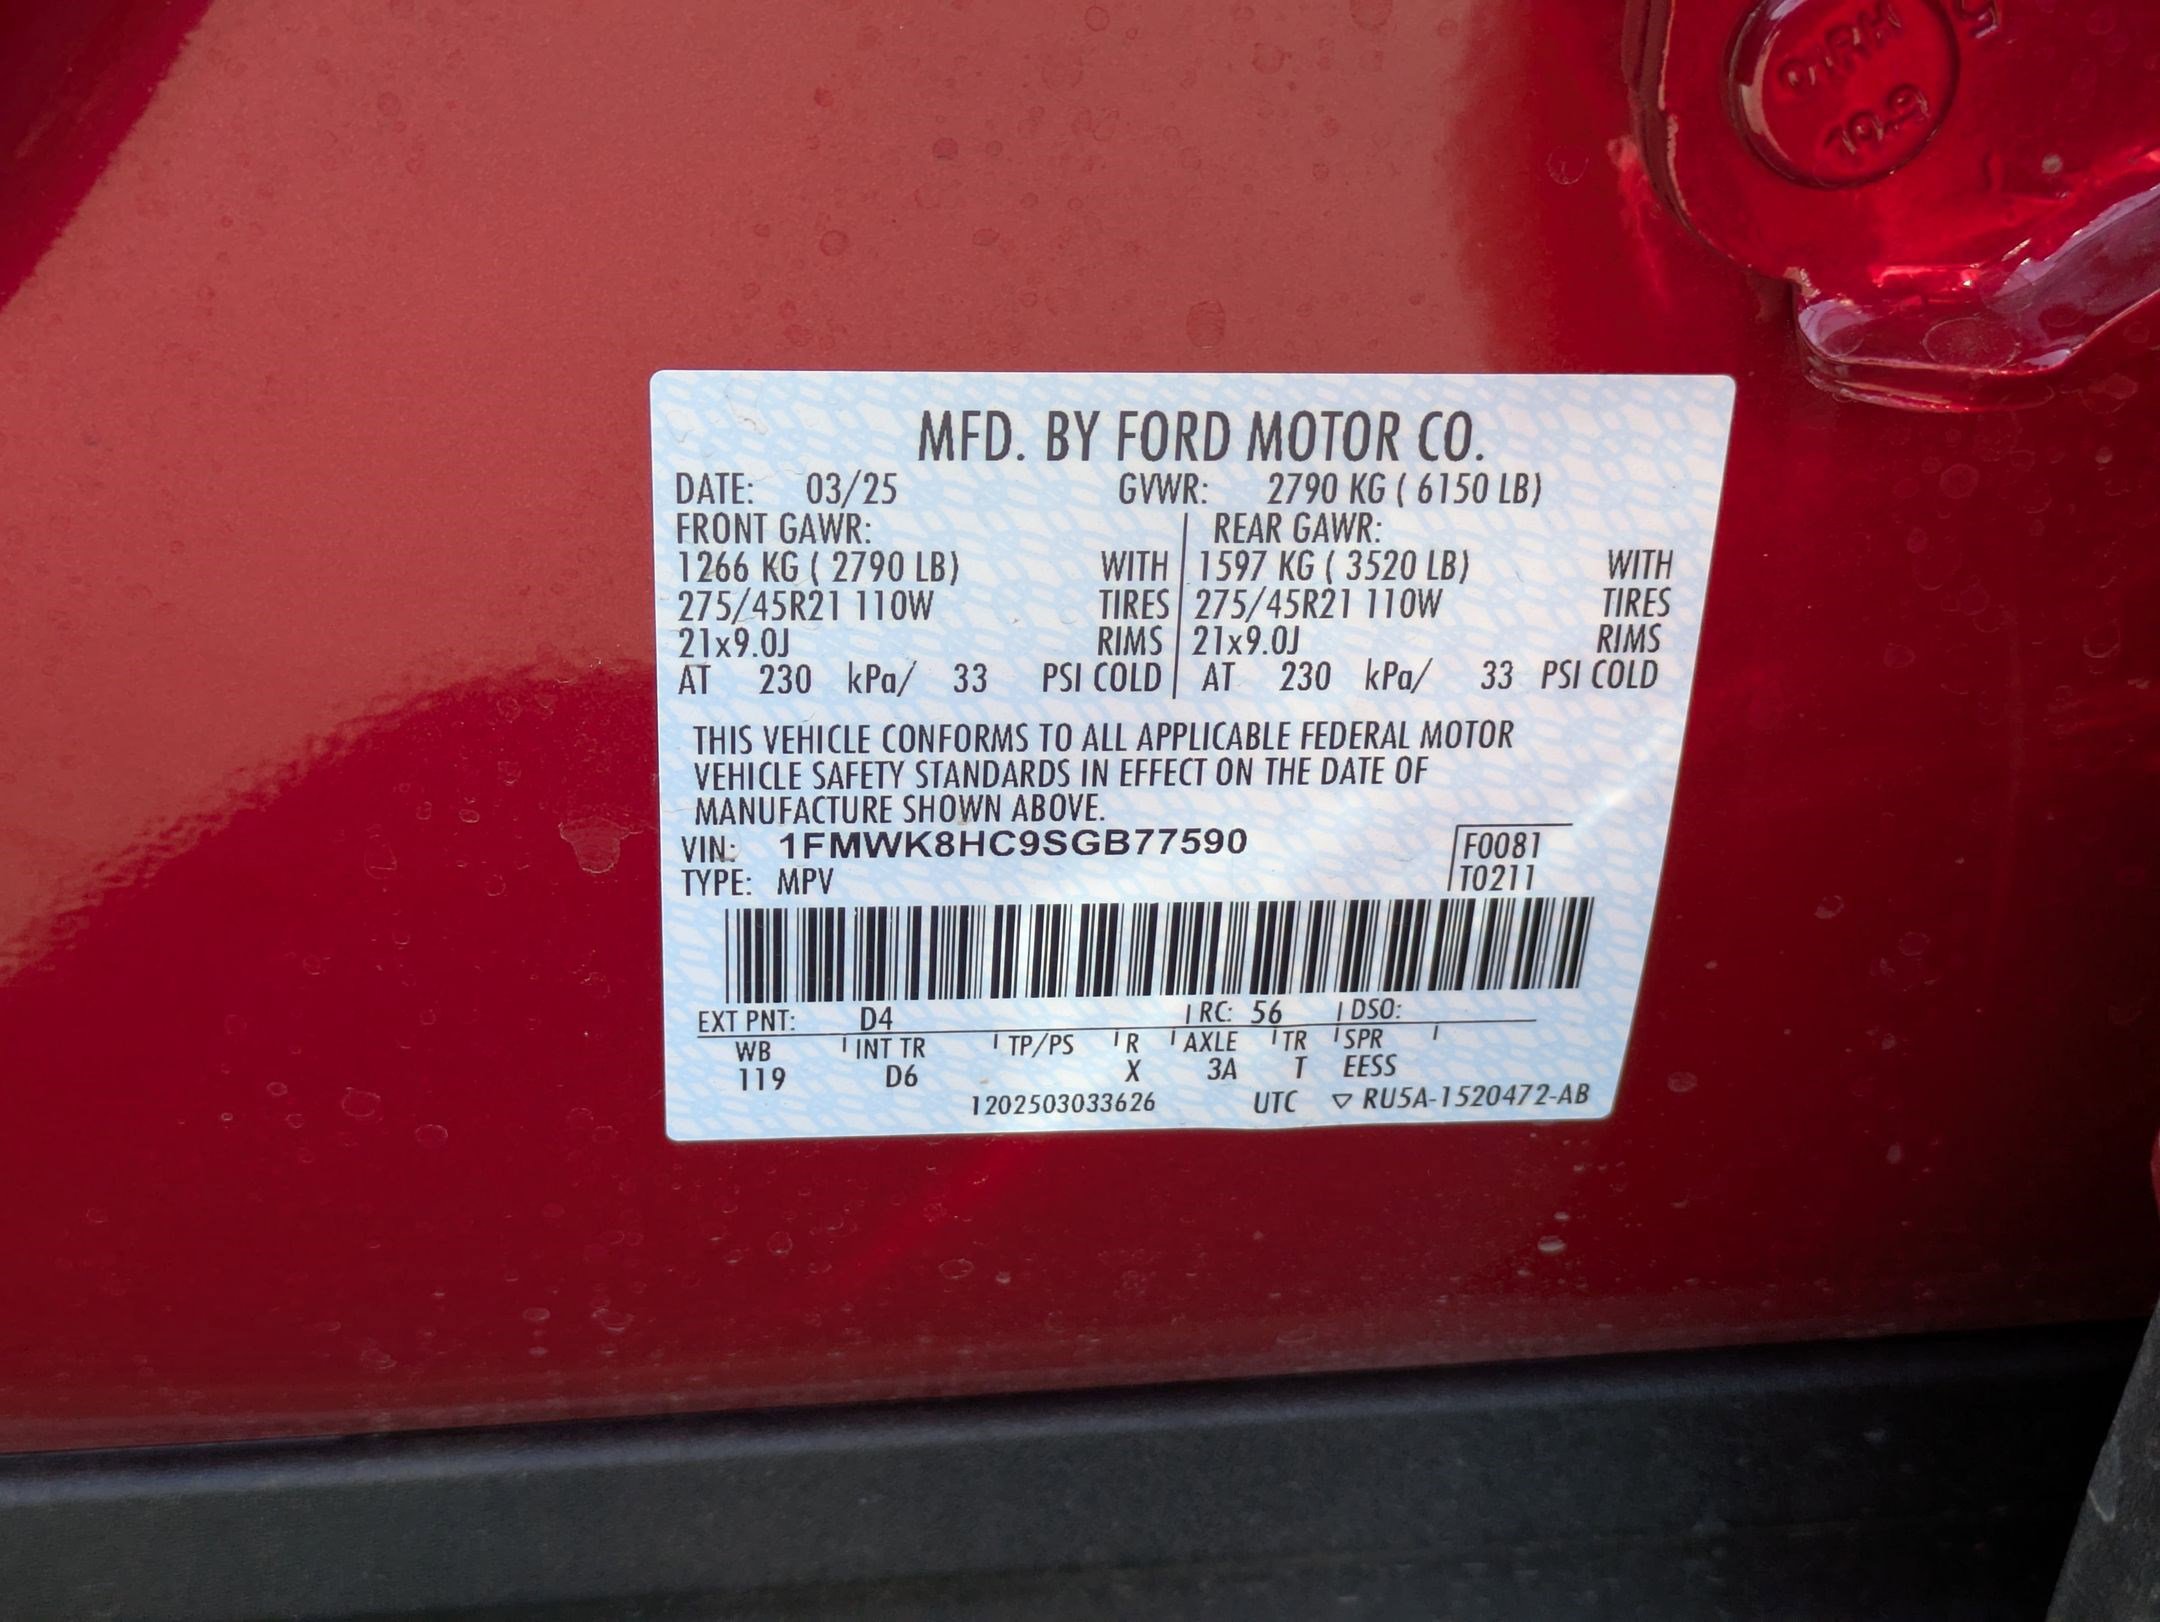 HRH 6
10.9
5
MFD. BY FORD MOTOR CO.
DATE: 03/25 GVWR: 2790 KG ( 6150 LB)
FRONT GAWR: REAR GAWR:
1266 KG ( 2790 LB) WITH 1597 KG ( 3520 LB) WITH
275/45R21 110W TIRES 275/45R21 110W TIRES
21x9.0J RIMS 21x9.0J RIMS
AT 230 kPa/ 33 PSI COLD AT 230 kPa/ 33 PSI COLD
THIS VEHICLE CONFORMS TO ALL APPLICABLE FEDERAL MOTOR
VEHICLE SAFETY STANDARDS IN EFFECT ON THE DATE OF
MANUFACTURE SHOWN ABOVE.
VIN: 1FMWK8HC9SGB77590 F0081
TYPE: MPV T0211
EXT PNT: D4 RC: 56 DSO:
WB INT TR TP/PS R AXLE TR SPR
119 D6 X 3A T EESS
1202503033626 UTC ▽ RU5A-1520472-AB